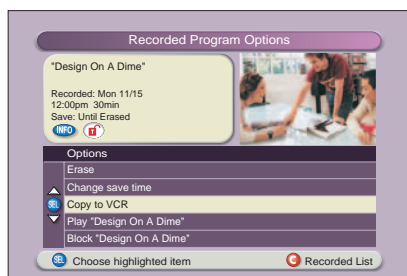 Recorded Program Options
"Design On A Dime"
Recorded: Mon 11/15
12:00pm 30min
Save: Until Erased
INFO
Options
Erase
Change save time
SEL Copy to VCR
Play "Design On A Dime"
Block "Design On A Dime"
SEL Choose highlighted item C Recorded List